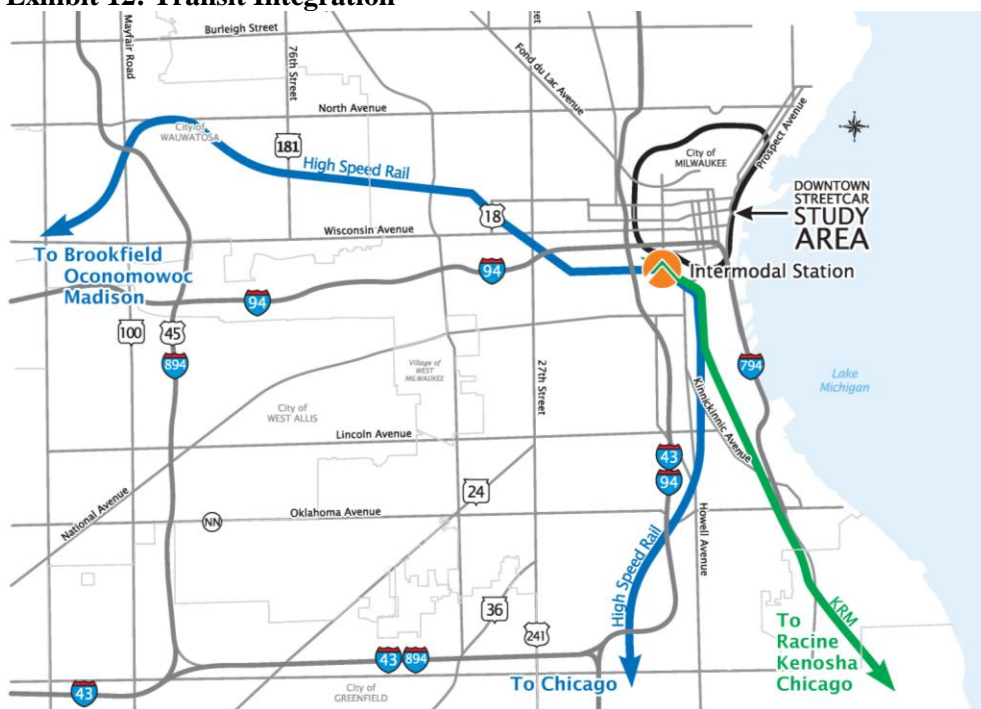 Exhibit 12: Transit Integration
Burleigh Street
Mayfair Road
76th Street
Fond du Lac Avenue
Street
North Avenue
City of
WAUWATOSA
181
High Speed Rail
Prospect Avenue
City of
MILWAUKEE
DOWNTOWN
STREETCAR
STUDY
AREA
18
Wisconsin Avenue
To Brookfield
Oconomowoc
Madison
94
94
Intermodal Station
100
45
894
Village of
WEST
MILWAUKEE
27th Street
794
Lake
Michigan
City of
WEST ALLIS
Kinnickinnic Avenue
Lincoln Avenue
43
94
24
National Avenue
NN
Oklahoma Avenue
Howell Avenue
High Speed Rail
36
241
KRM
To
Racine
Kenosha
Chicago
43
894
43
City of
GREENFIELD
To Chicago